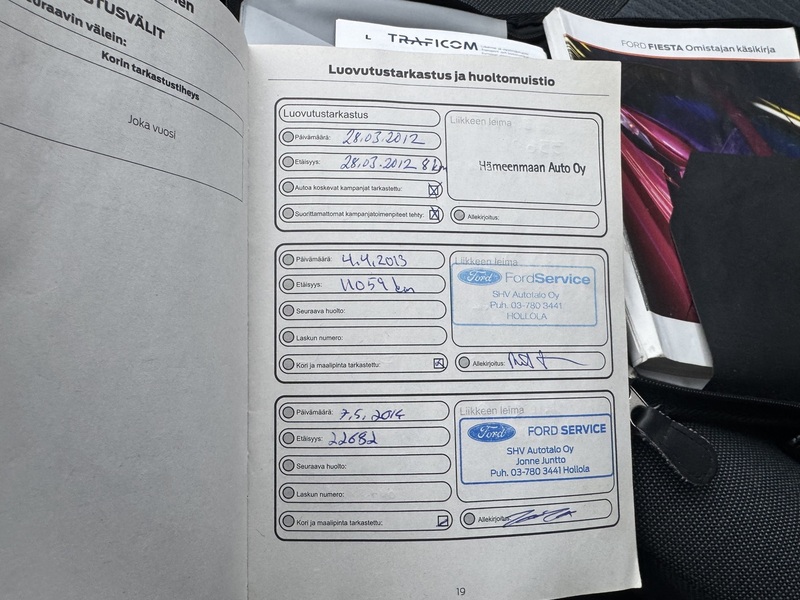 USTUSVÄLIT
euraavin välein:
Korin tarkastustiheys
Joka vuosi
TRAFICOM
FORD FIESTA Omistajan käsikirja
Luovutustarkastus ja huoltomuistio
Luovutustarkastus
Päivämäärä: 28.03.2012
Etäisyys: 28.03.2012 8 km
Autoa koskevat kampanjat tarkastettu:
Suorittamattomat kampanjatoimenpiteet tehty:
Liikkeen leima
Hämeenmaan Auto Oy
Allekirjoitus:
Päivämäärä: 4.4.2013
Etäisyys: 11059 km
Seuraava huolto:
Laskun numero:
Kori ja maalipinta tarkastettu:
Liikkeen leima
Ford FordService
SHV Autotalo Oy
Puh. 03-780 3441
HOLLOLA
Allekirjoitus:
Päivämäärä: 7.5.2014
Etäisyys: 22682
Seuraava huolto:
Laskun numero:
Kori ja maalipinta tarkastettu:
Liikkeen leima
Ford FORD SERVICE
SHV Autotalo Oy
Jonne Juntto
Puh. 03-780 3441 Hollola
Allekirjoitus:
19